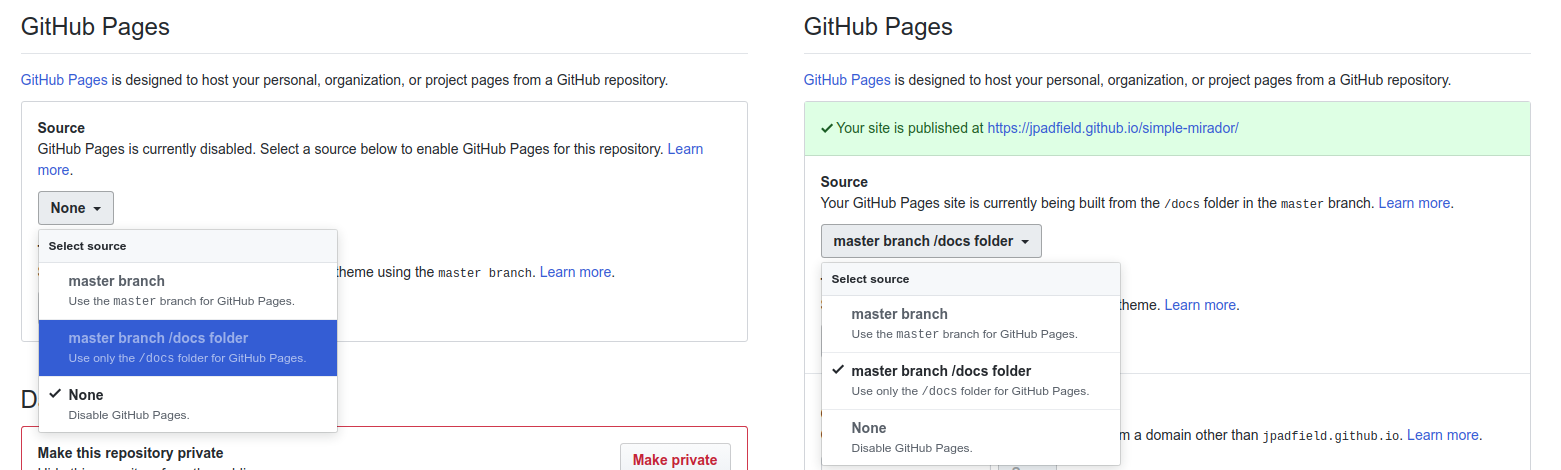 GitHub Pages
GitHub Pages is designed to host your personal, organization, or project pages from a GitHub repository.
Source
GitHub Pages is currently disabled. Select a source below to enable GitHub Pages for this repository. Learn
more.
None
Select source
theme using the master branch. Learn more.
master branch
Use the master branch for GitHub Pages.
master branch /docs folder
Use only the /docs folder for GitHub Pages.
None
Disable GitHub Pages.
D
Make this repository private
Make private
GitHub Pages
GitHub Pages is designed to host your personal, organization, or project pages from a GitHub repository.
Your site is published at https://jpadfield.github.io/simple-mirador/
Source
Your GitHub Pages site is currently being built from the /docs folder in the master branch. Learn more.
master branch /docs folder
Select source
theme. Learn more.
master branch
Use the master branch for GitHub Pages.
master branch /docs folder
Use only the /docs folder for GitHub Pages.
None
m a domain other than jpadfield.github.io. Learn more.
Disable GitHub Pages.